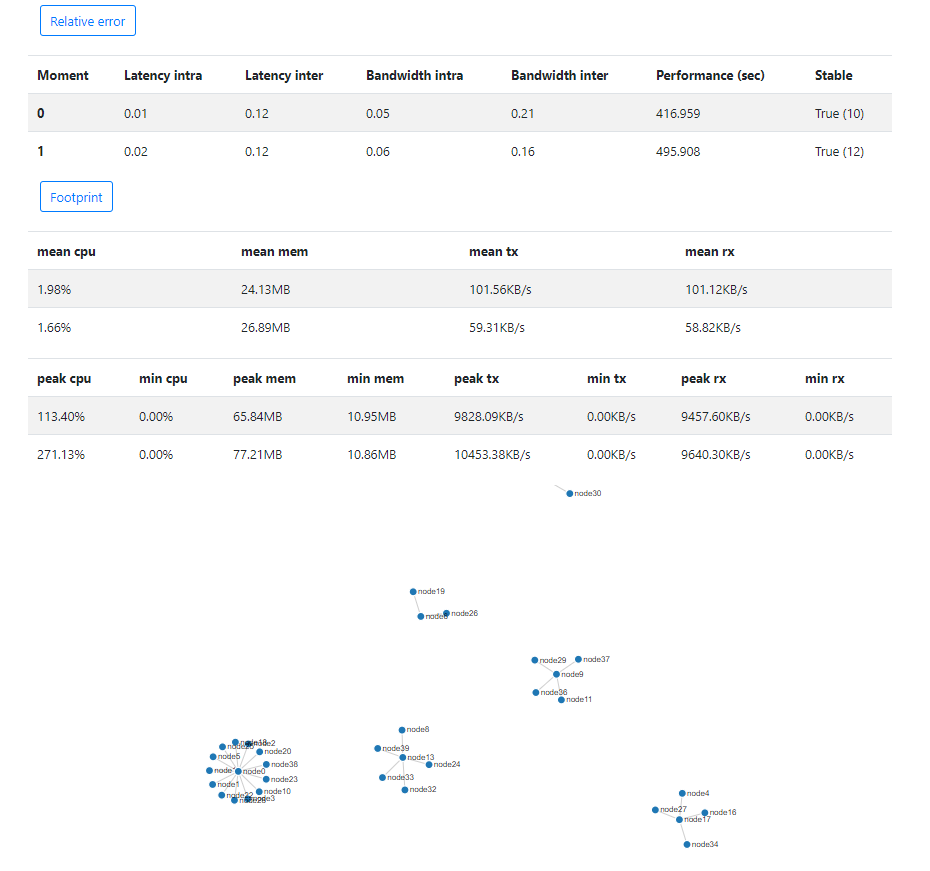 Relative error
Moment Latency intra Latency inter Bandwidth intra Bandwidth inter Performance (sec) Stable
0 0.01 0.12 0.05 0.21 416.959 True (10)
1 0.02 0.12 0.06 0.16 495.908 True (12)
Footprint
mean cpu mean mem mean tx mean rx
1.98% 24.13MB 101.56KB/s 101.12KB/s
1.66% 26.89MB 59.31KB/s 58.82KB/s
peak cpu min cpu peak mem min mem peak tx min tx peak rx min rx
113.40% 0.00% 65.84MB 10.95MB 9828.09KB/s 0.00KB/s 9457.60KB/s 0.00KB/s
271.13% 0.00% 77.21MB 10.86MB 10453.38KB/s 0.00KB/s 9640.30KB/s 0.00KB/s
node30
node19
node26
node29 node37
node9
node36
node11
node8
node39
node13
node24
node33
node32
node2
node20
node5
node38
node0
node23
node1
node10
node3
node4
node27 node16
node17
node34